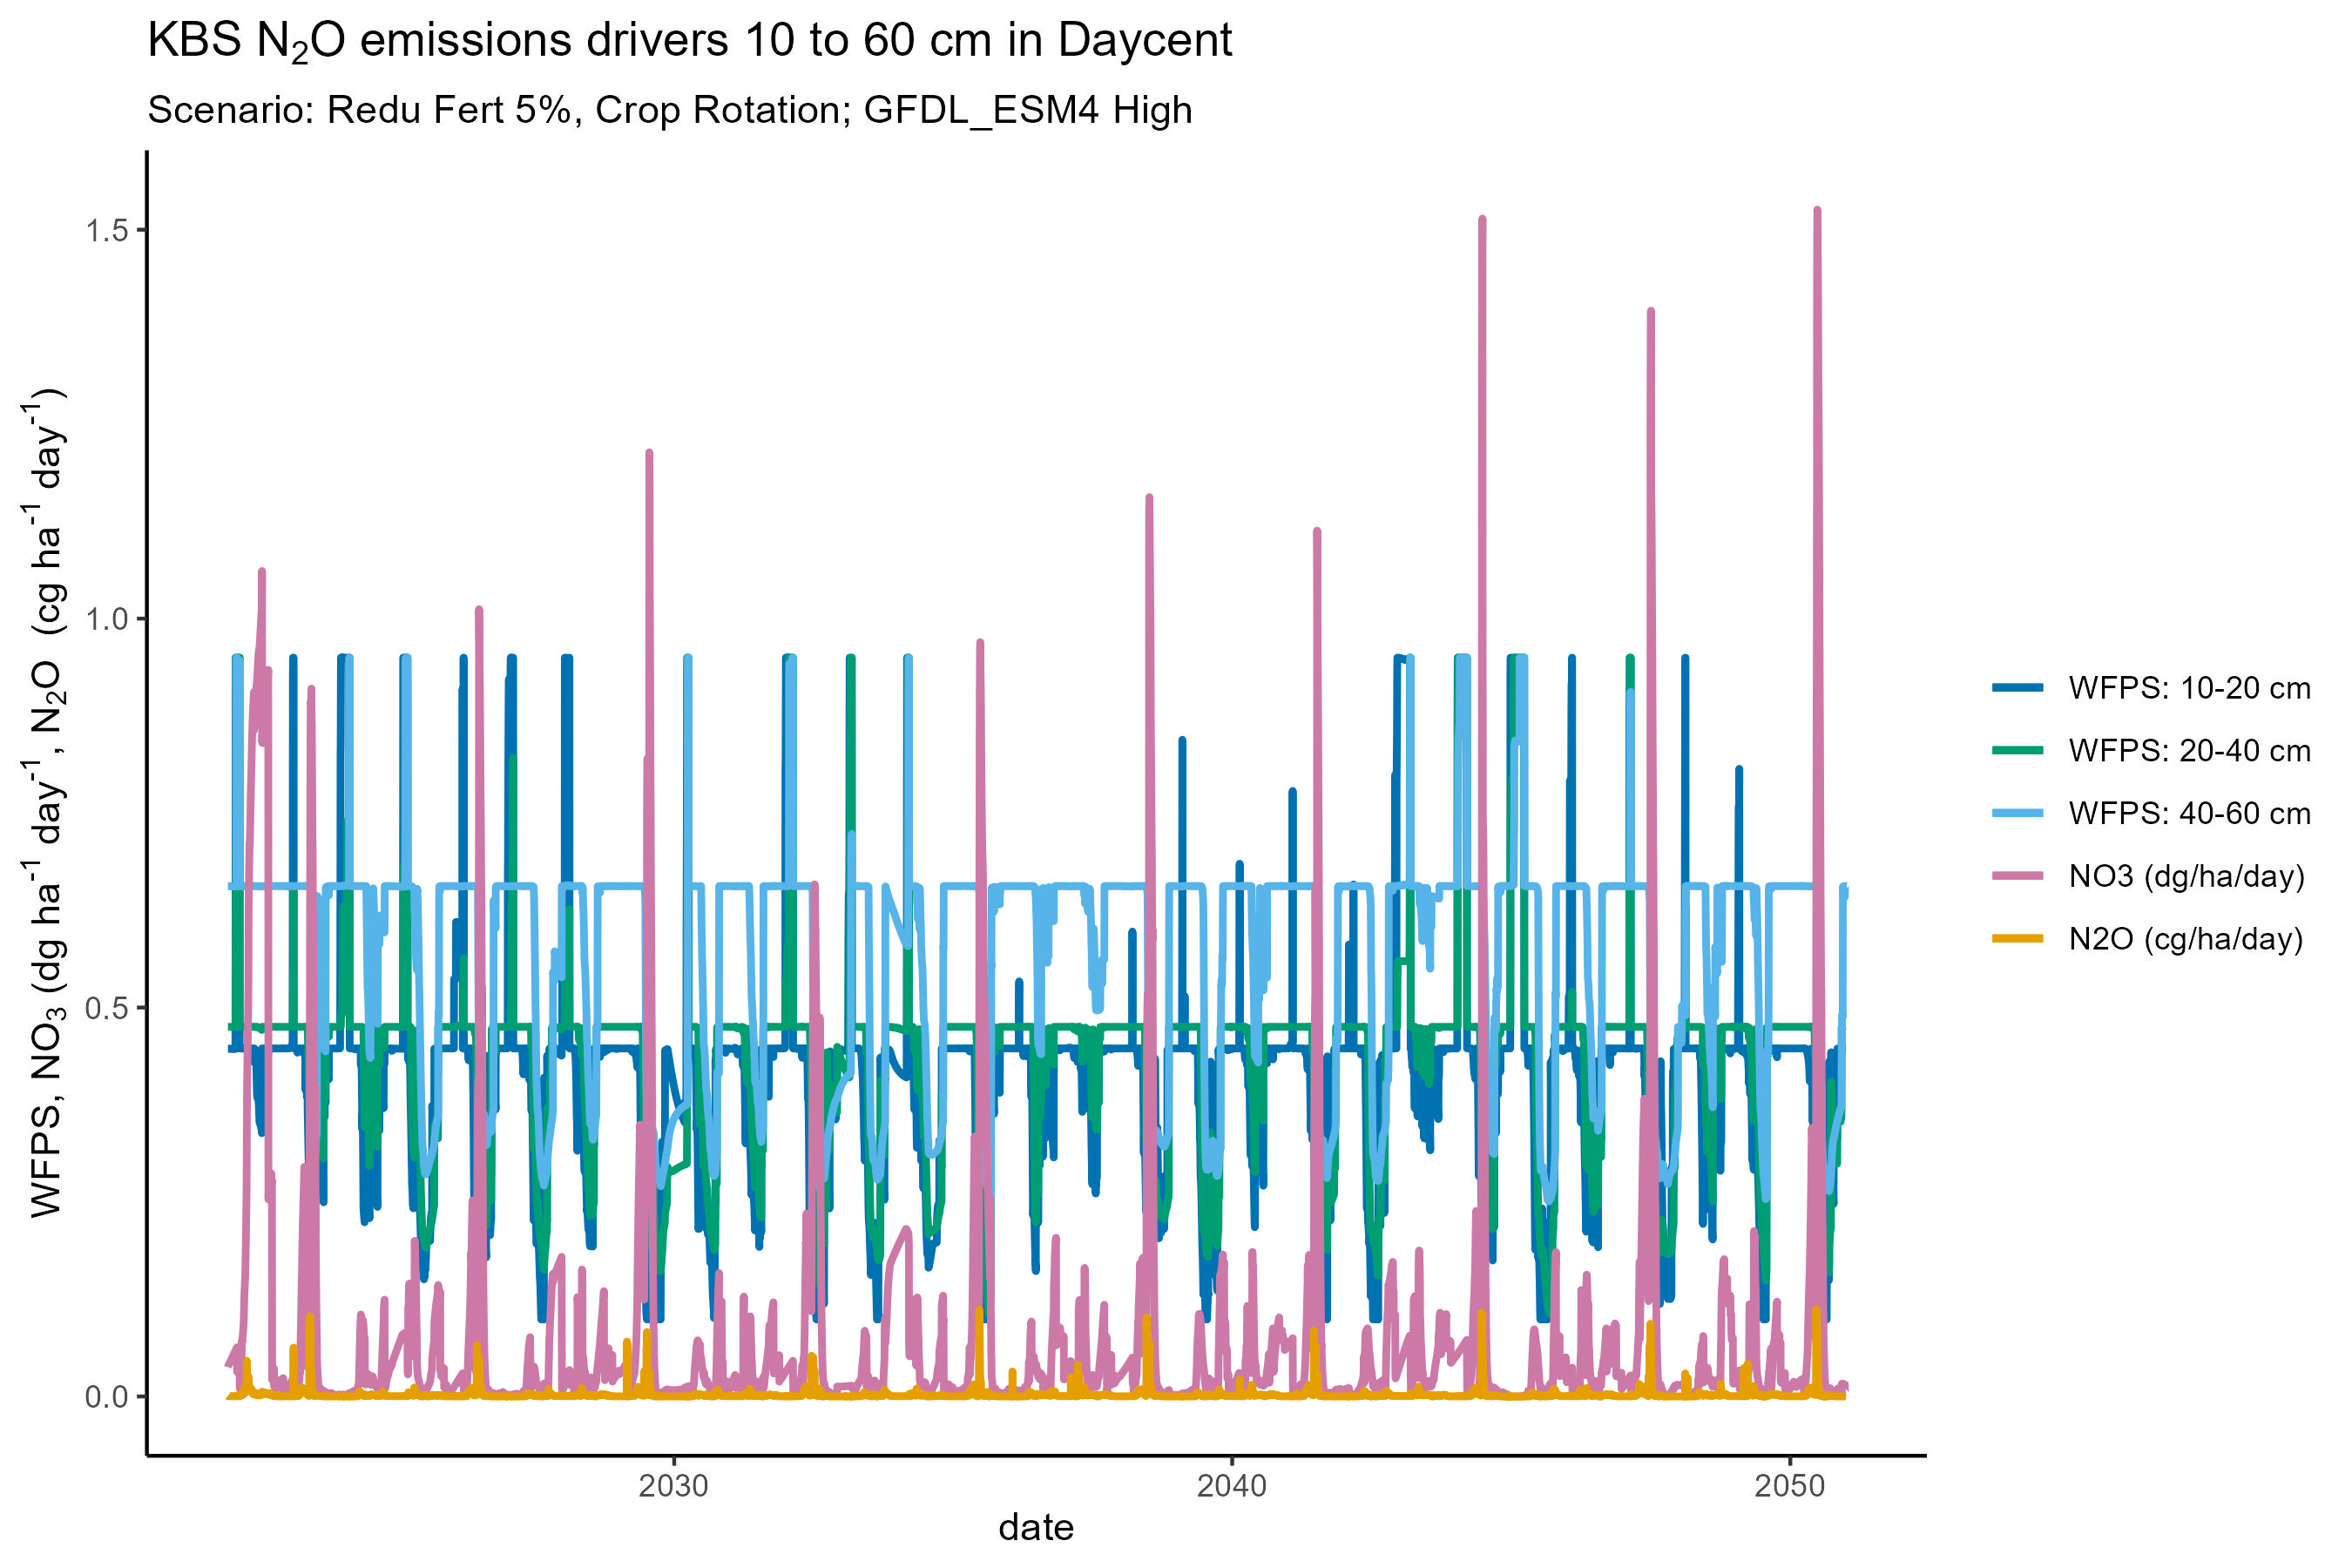 KBS N₂O emissions drivers 10 to 60 cm in Daycent
Scenario: Redu Fert 5%, Crop Rotation; GFDL_ESM4 High
WFPS, NO₃ (dg ha⁻¹ day⁻¹, N₂O (cg ha⁻¹ day⁻¹)
1.5
1.0
0.5
0.0
2030 2040 2050
date
WFPS: 10-20 cm
WFPS: 20-40 cm
WFPS: 40-60 cm
NO3 (dg/ha/day)
N2O (cg/ha/day)